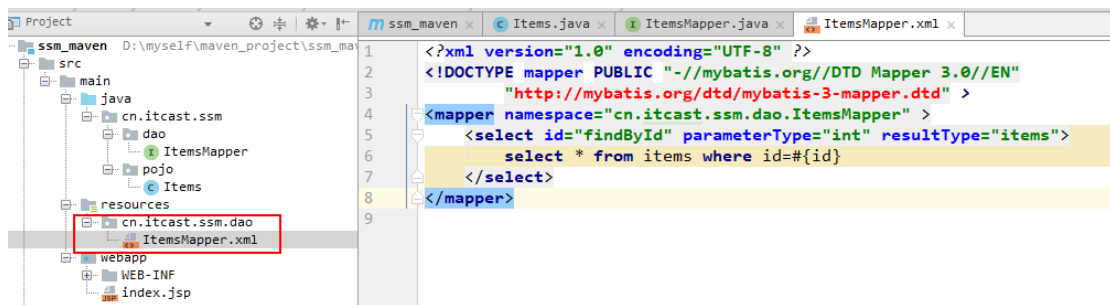 Project
ssm_maven
Items.java
ItemsMapper.java
ItemsMapper.xml
ssm_maven D:\myself\maven_project\ssm_ma
src
main
java
cn.itcast.ssm
dao
ItemsMapper
pojo
Items
resources
cn.itcast.ssm.dao
ItemsMapper.xml
webapp
WEB-INF
index.jsp
1 <?xml version="1.0" encoding="UTF-8" ?>
2 <!DOCTYPE mapper PUBLIC "-//mybatis.org//DTD Mapper 3.0//EN"
3 "http://mybatis.org/dtd/mybatis-3-mapper.dtd" >
4 <mapper namespace="cn.itcast.ssm.dao.ItemsMapper" >
5 <select id="findById" parameterType="int" resultType="items">
6 select * from items where id=#{id}
7 </select>
8 </mapper>
9